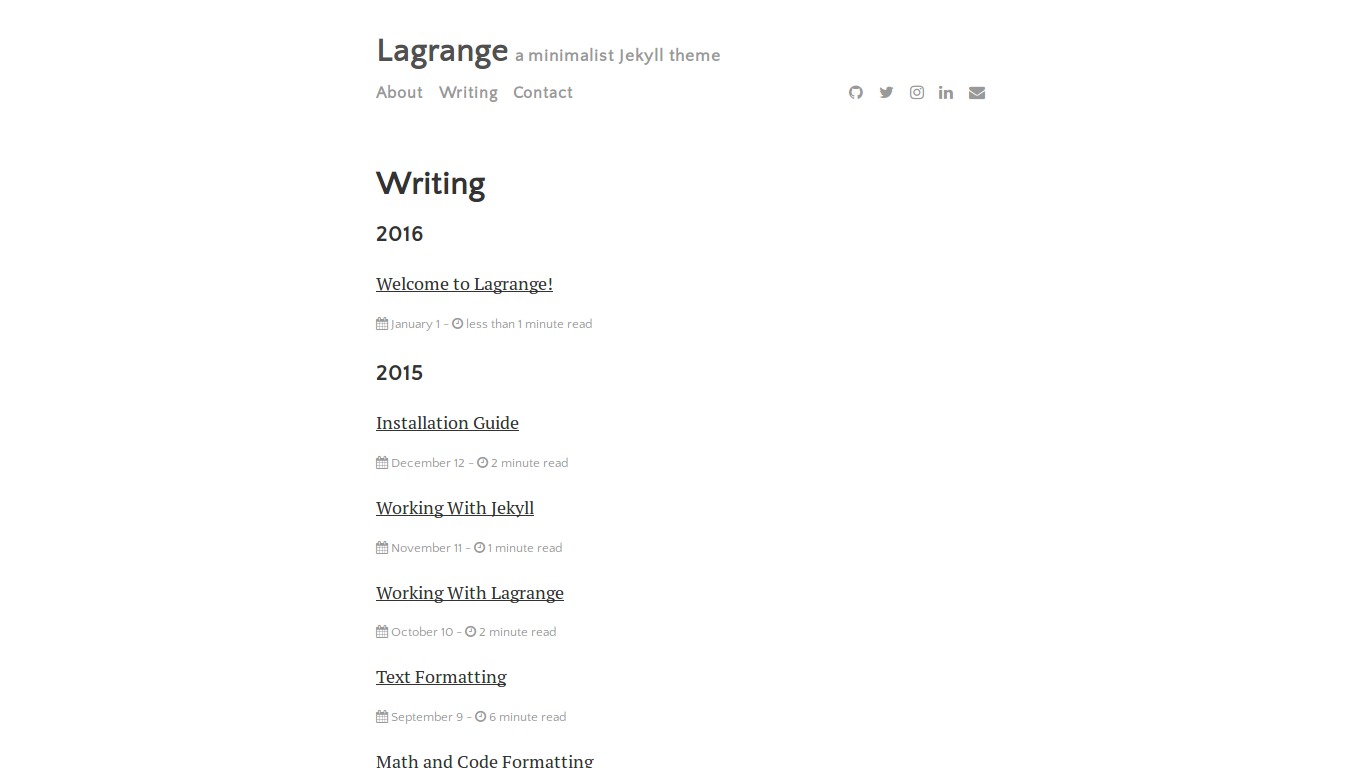 Lagrange a minimalist Jekyll theme
About Writing Contact
Writing
2016
Welcome to Lagrange!
January 1 - less than 1 minute read
2015
Installation Guide
December 12 - 2 minute read
Working With Jekyll
November 11 - 1 minute read
Working With Lagrange
October 10 - 2 minute read
Text Formatting
September 9 - 6 minute read
Math and Code Formatting